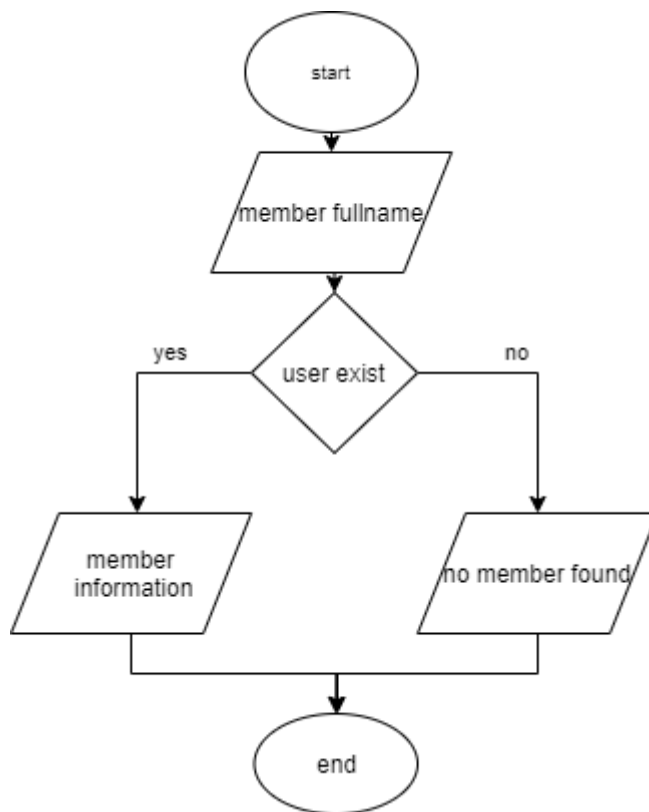 start
member fullname
user exist
yes
no
member
information
no member found
end